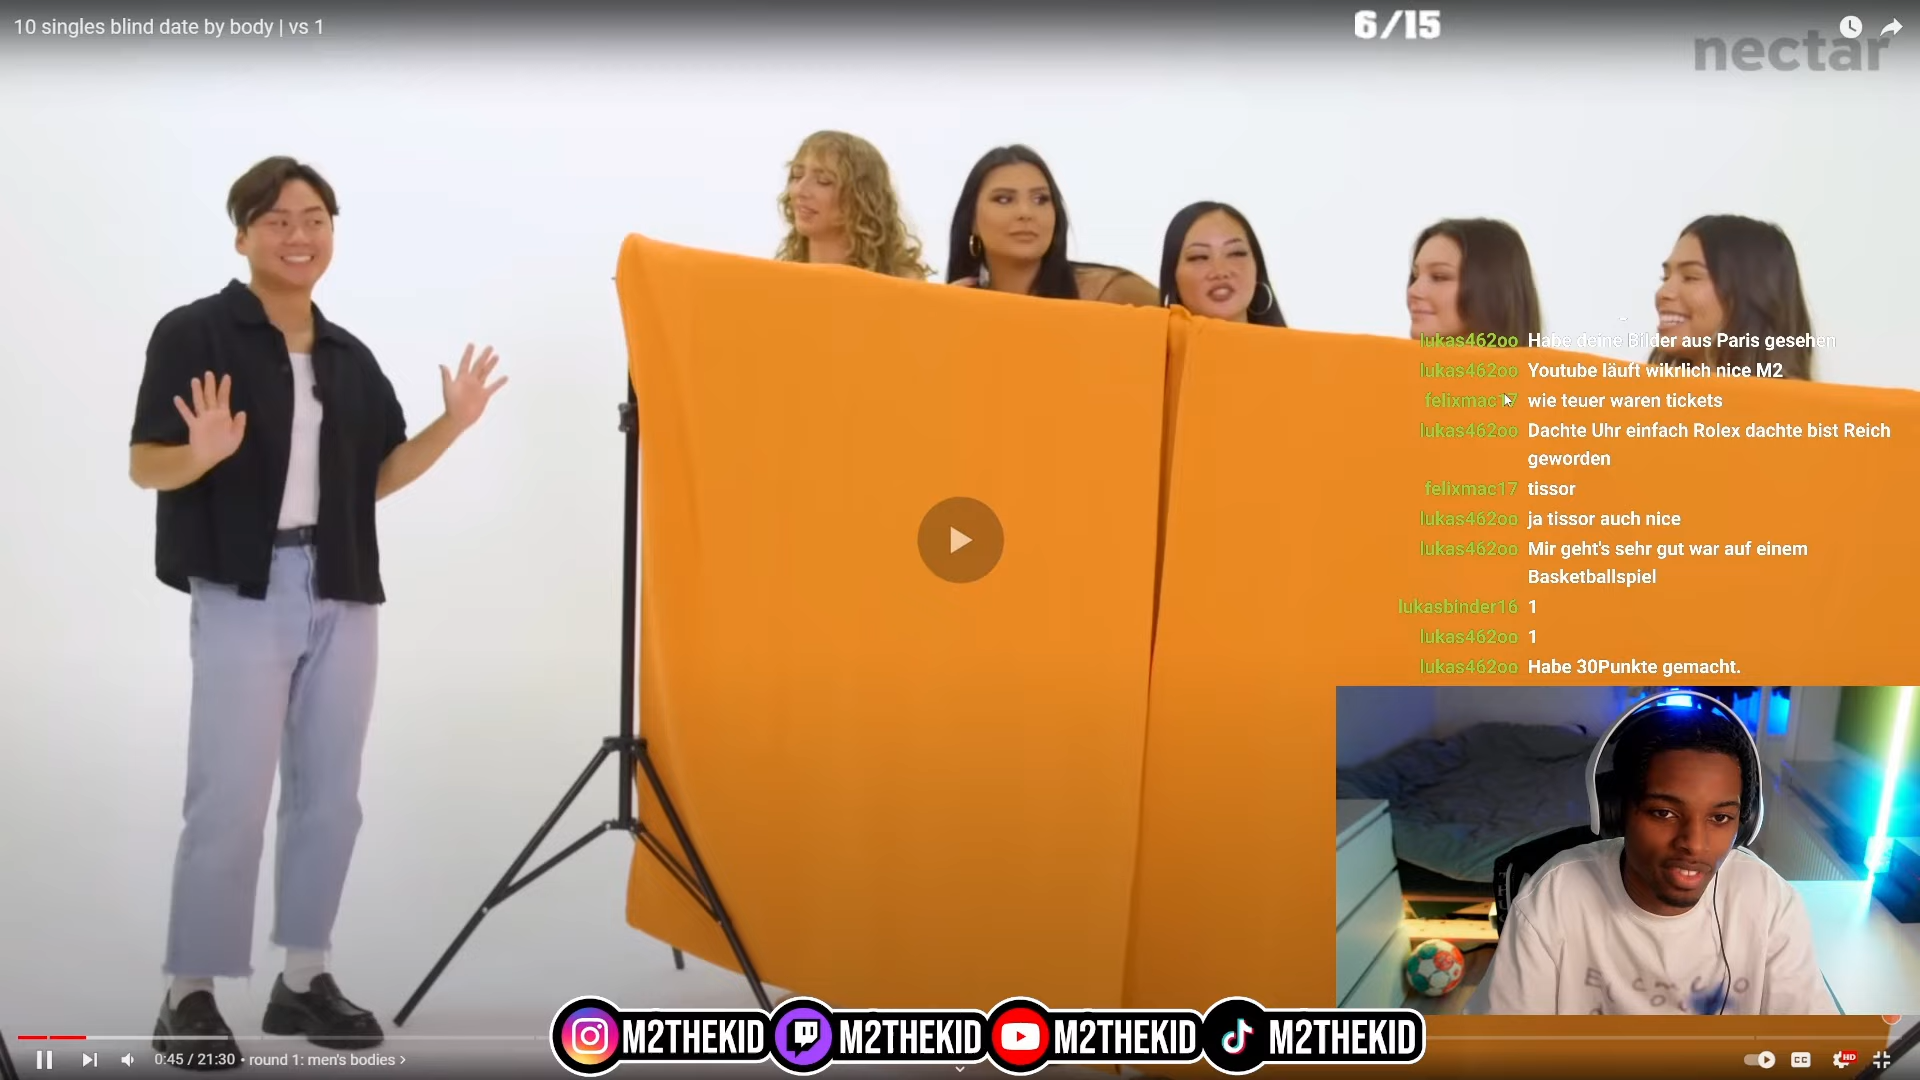 10 singles blind date by body | vs 1
6/15
nectar
lukas462oo Habe deine Bilder aus Paris gesehen
lukas462oo Youtube läuft wikrlich nice M2
felixmac17 wie teuer waren tickets
lukas462oo Dachte Uhr einfach Rolex dachte bist Reich
geworden
felixmac17 tissor
lukas462oo ja tissor auch nice
lukas462oo Mir geht's sehr gut war auf einem
Basketballspiel
lukasbinder16 1
lukas462oo 1
lukas462oo Habe 30Punkte gemacht.
M2THEKID M2THEKID M2THEKID M2THEKID
0:45 / 21:30 • round 1: men's bodies >
CC HD